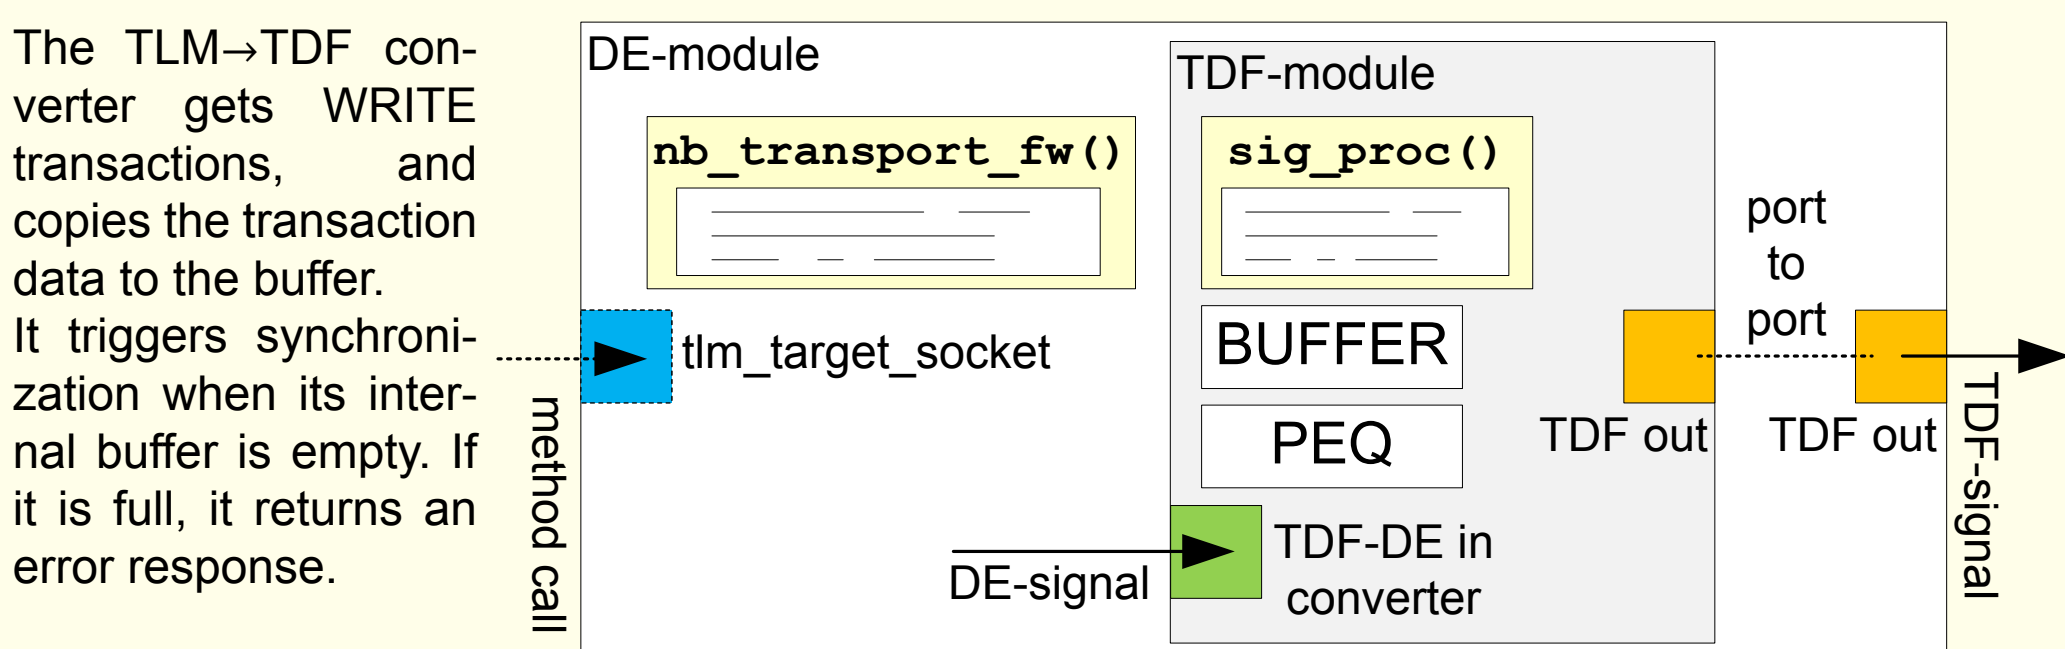 The TLM→TDF con-
verter gets WRITE
transactions, and
copies the transaction
data to the buffer.
It triggers synchroni-
zation when its inter-
nal buffer is empty. If
it is full, it returns an
error response.
method call
DE-module
nb_transport_fw()
tlm_target_socket
DE-signal
TDF-module
sig_proc()
BUFFER
PEQ
TDF-DE in
converter
TDF out
port
to
port
TDF out
TDF-signal